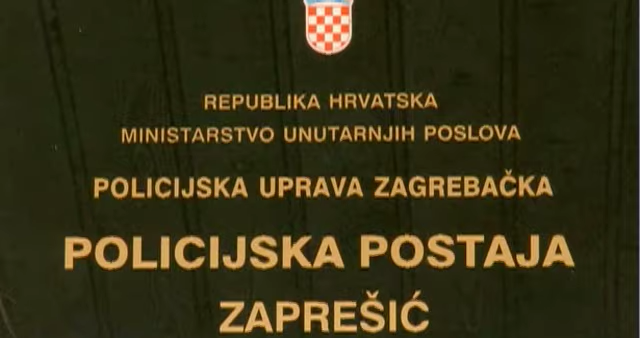 REPUBLIKA HRVATSKA
MINISTARSTVO UNUTARNJIH POSLOVA
POLICIJSKA UPRAVA ZAGREBAČKA
POLICIJSKA POSTAJA
ZAPREŠIĆ